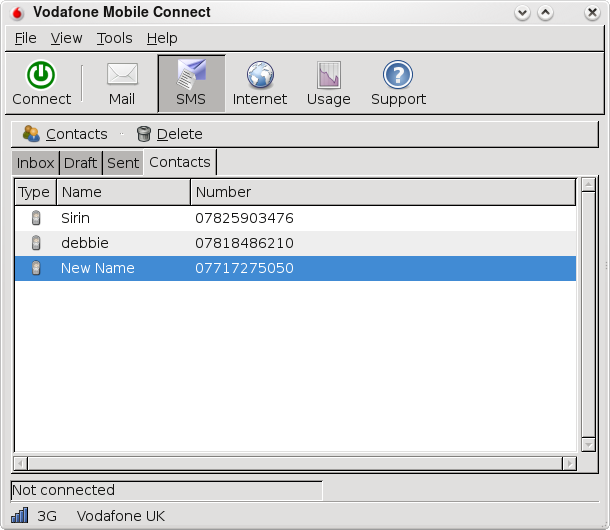 Vodafone Mobile Connect
File View Tools Help
Connect Mail SMS Internet Usage Support
Contacts Delete
Inbox Draft Sent Contacts
Type Name Number
Sirin 07825903476
debbie 07818486210
New Name 07717275050
Not connected
3G Vodafone UK